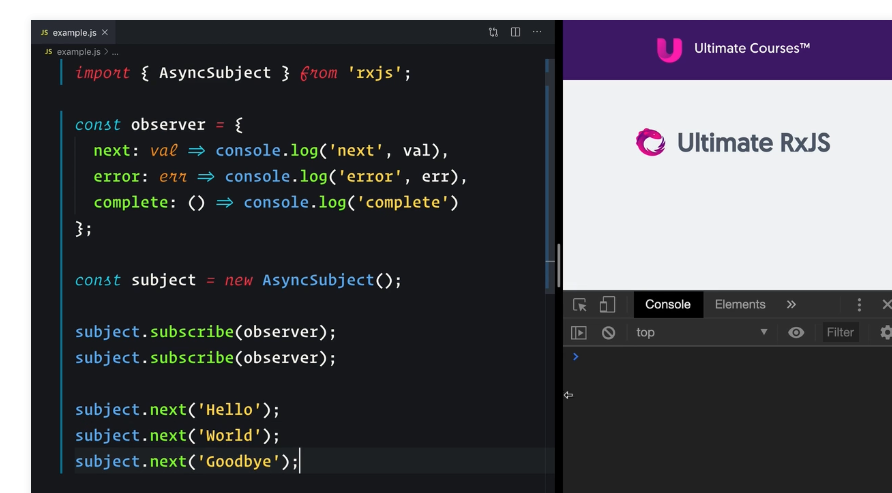 JS example.js ×
JS example.js > ...
import { AsyncSubject } from 'rxjs';
const observer = {
next: val ⇒ console.log('next', val),
error: err ⇒ console.log('error', err),
complete: () ⇒ console.log('complete')
};
const subject = new AsyncSubject();
subject.subscribe(observer);
subject.subscribe(observer);
subject.next('Hello');
subject.next('World');
subject.next('Goodbye');
Ultimate Courses™
Ultimate RxJS
Console Elements »
top Filter